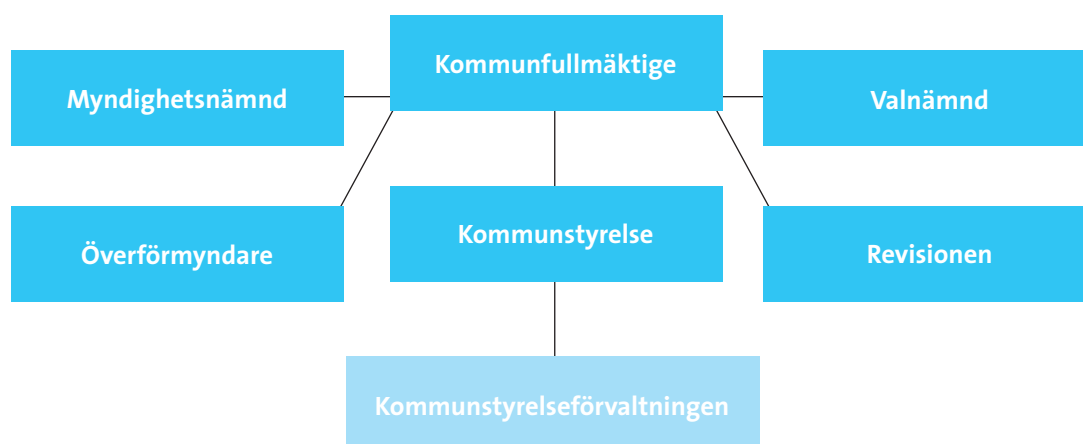 Kommunfullmäktige
Myndighetsnämnd
Valnämnd
Överförmyndare
Kommunstyrelse
Revisionen
Kommunstyrelseförvaltningen